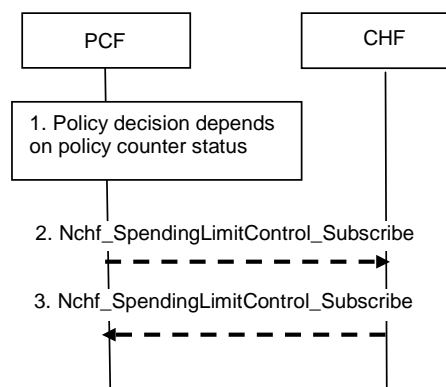 PCF
CHF
1. Policy decision depends
on policy counter status
2. Nchf_SpendingLimitControl_Subscribe
3. Nchf_SpendingLimitControl_Subscribe